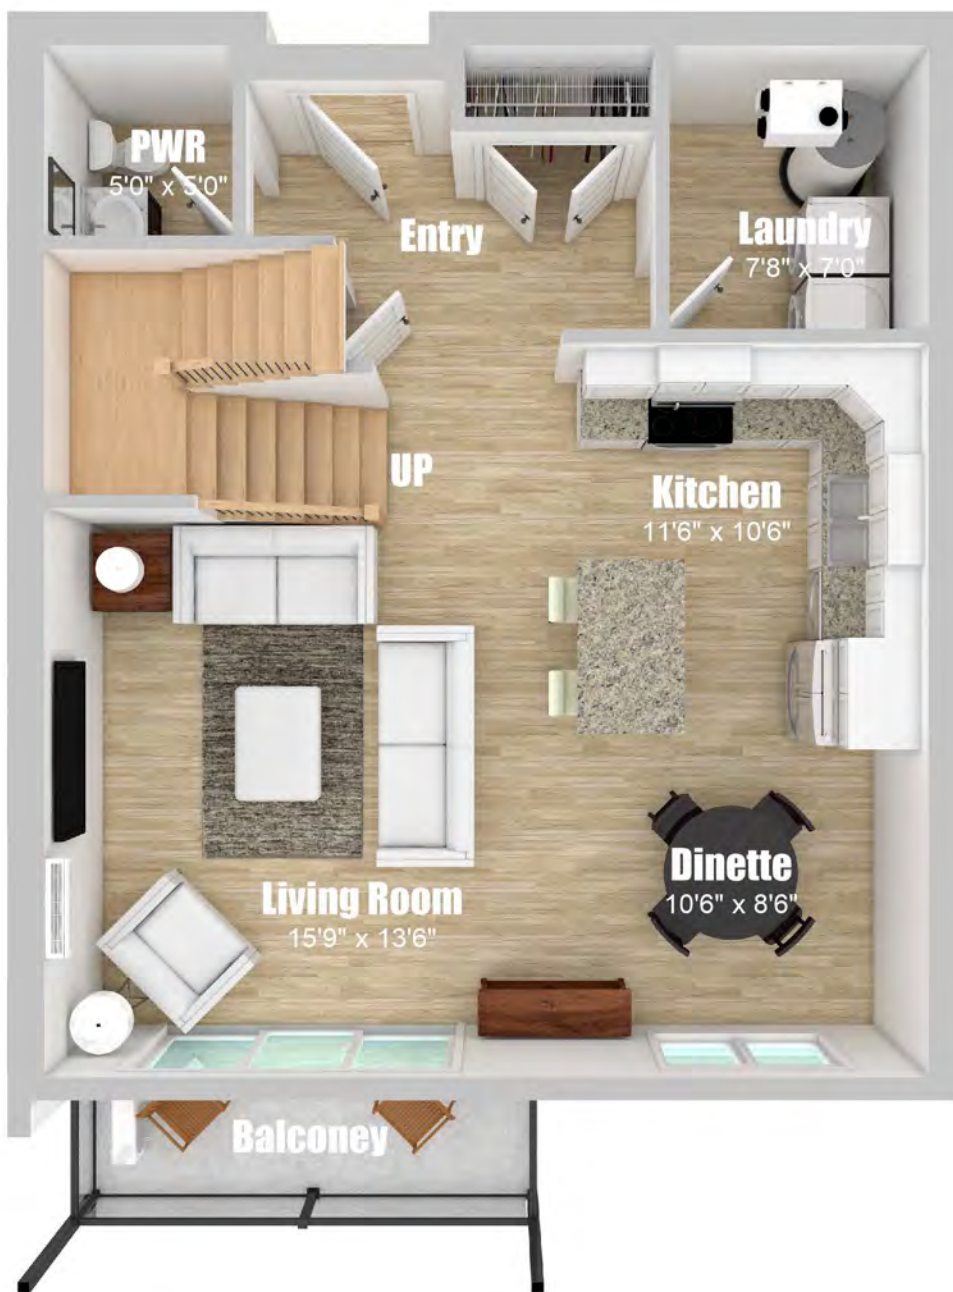 PWR
5'0" x 5'0"
Entry
Laundry
7'8" x 7'0"
UP
Kitchen
11'6" x 10'6"
Dinette
10'6" x 8'6"
Living Room
15'9" x 13'6"
Balconey